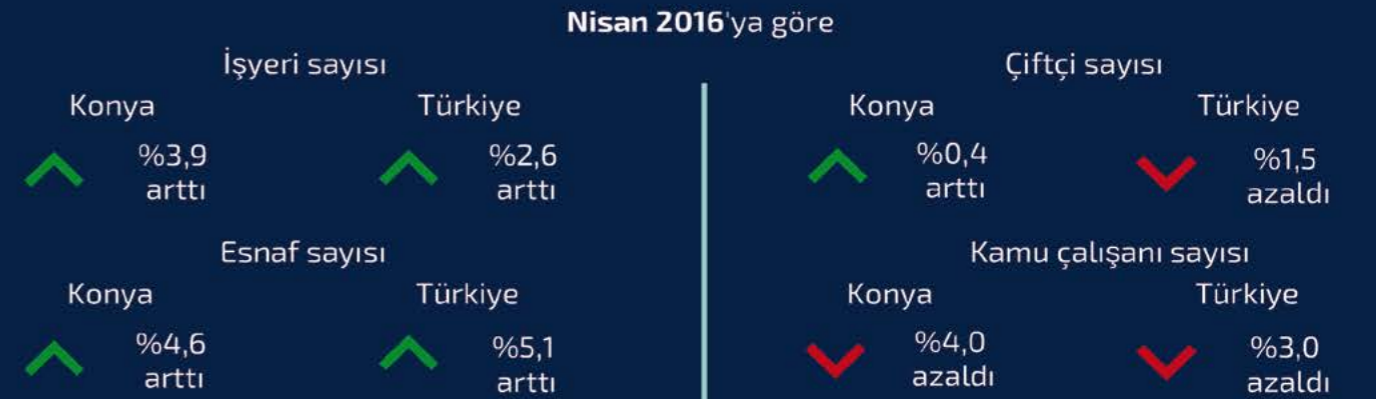 Nisan 2016'ya göre
İşyeri sayısı
Konya Türkiye
%3,9 %2,6
arttı arttı
Esnaf sayısı
Konya Türkiye
%4,6 %5,1
arttı arttı
Çiftçi sayısı
Konya Türkiye
%0,4 %1,5
arttı azaldı
Kamu çalışanı sayısı
Konya Türkiye
%4,0 %3,0
azaldı azaldı